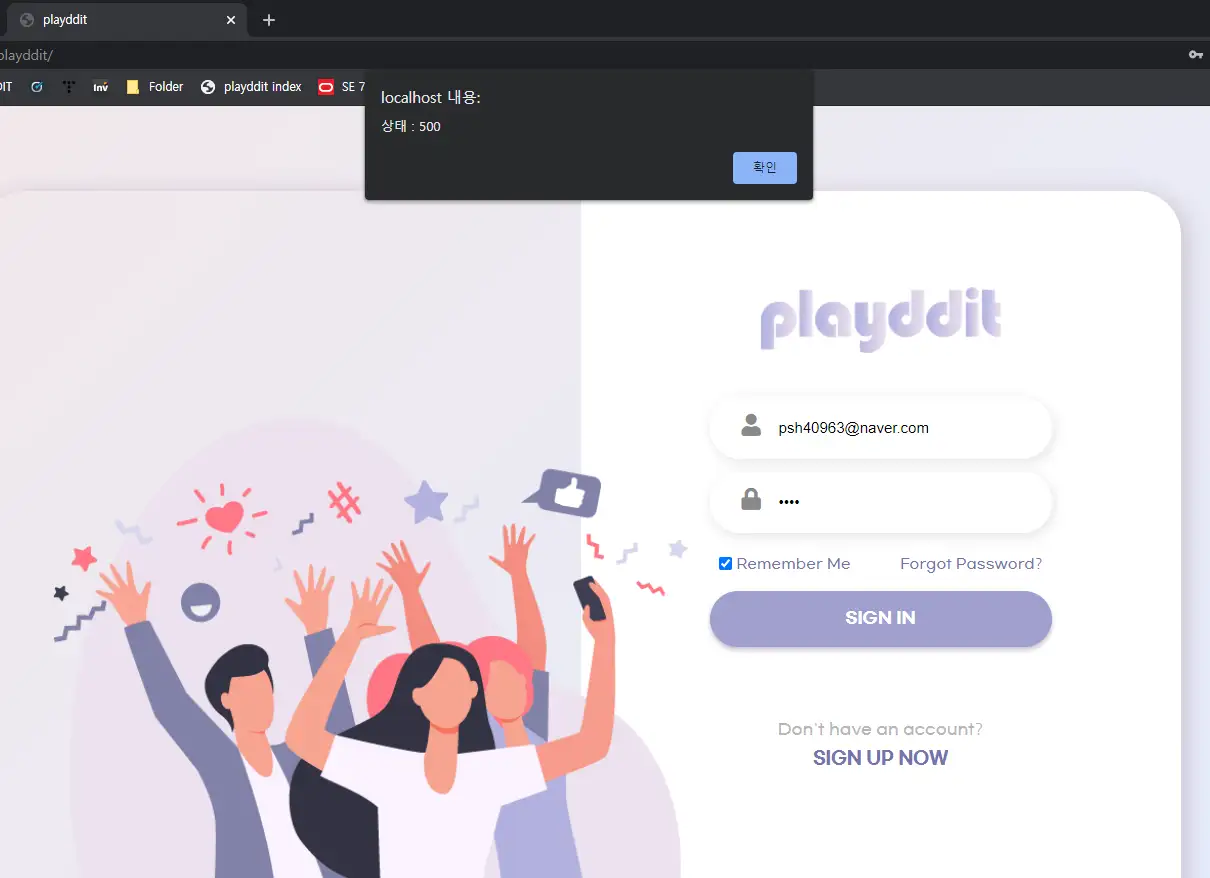 playddit
playddit/
DIT
inv
Folder
playddit index
SE 7
localhost 내용:
상태 : 500
확인
playddit
psh40963@naver.com
••••
Remember Me
Forgot Password?
SIGN IN
Don't have an account?
SIGN UP NOW